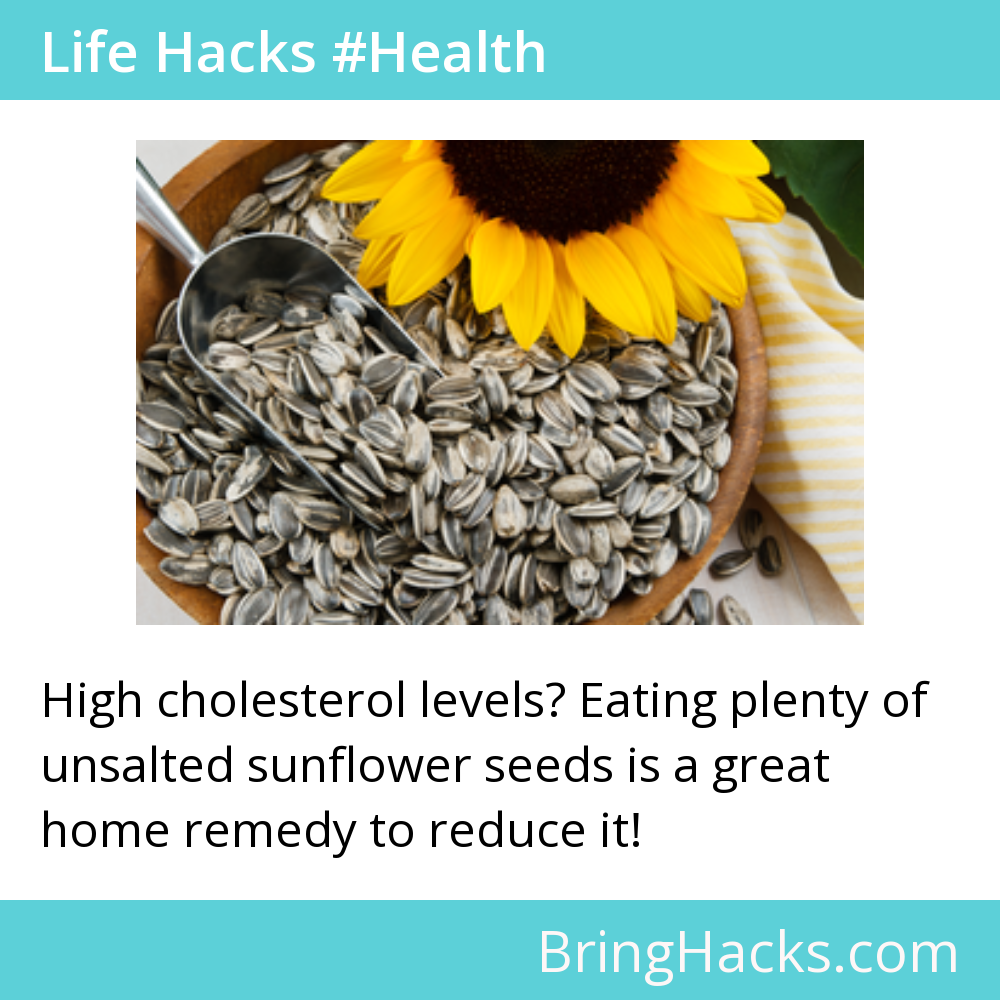 Life Hacks #Health
High cholesterol levels? Eating plenty of
unsalted sunflower seeds is a great
home remedy to reduce it!
BringHacks.com